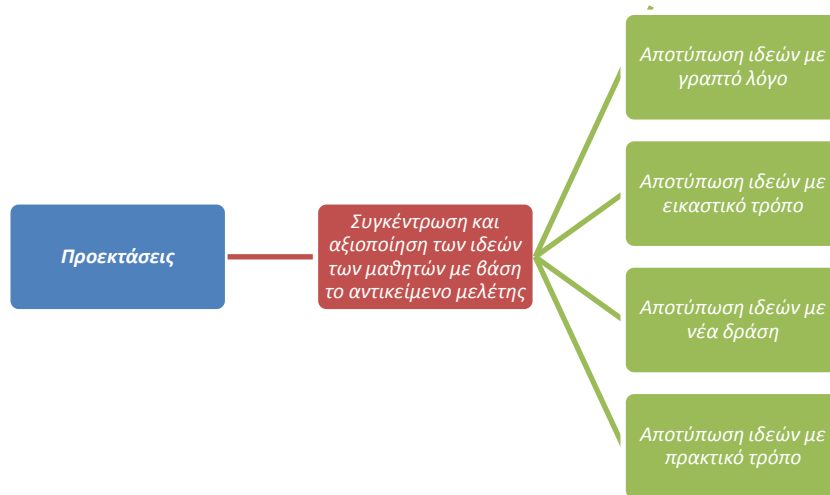 Προεκτάσεις
Συγκέντρωση και
αξιοποίηση των ιδεών
των μαθητών με βάση
το αντικείμενο μελέτης
Αποτύπωση ιδεών με
γραπτό λόγο
Αποτύπωση ιδεών με
εικαστικό τρόπο
Αποτύπωση ιδεών με
νέα δράση
Αποτύπωση ιδεών με
πρακτικό τρόπο